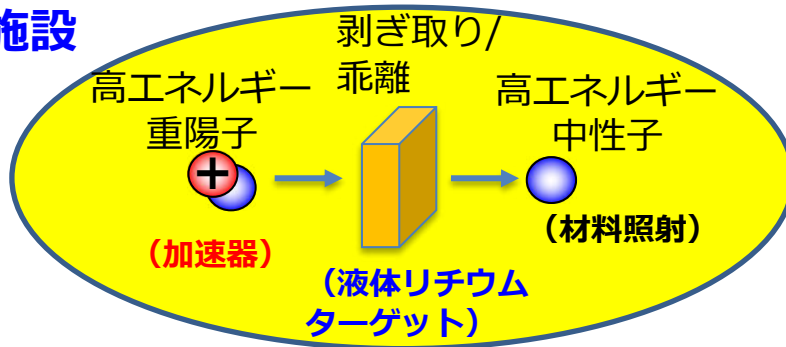 施設
剥ぎ取り/
乖離
高エネルギー
重陽子
高エネルギー
中性子
+
（加速器）
（液体リチウム
ターゲット）
（材料照射）